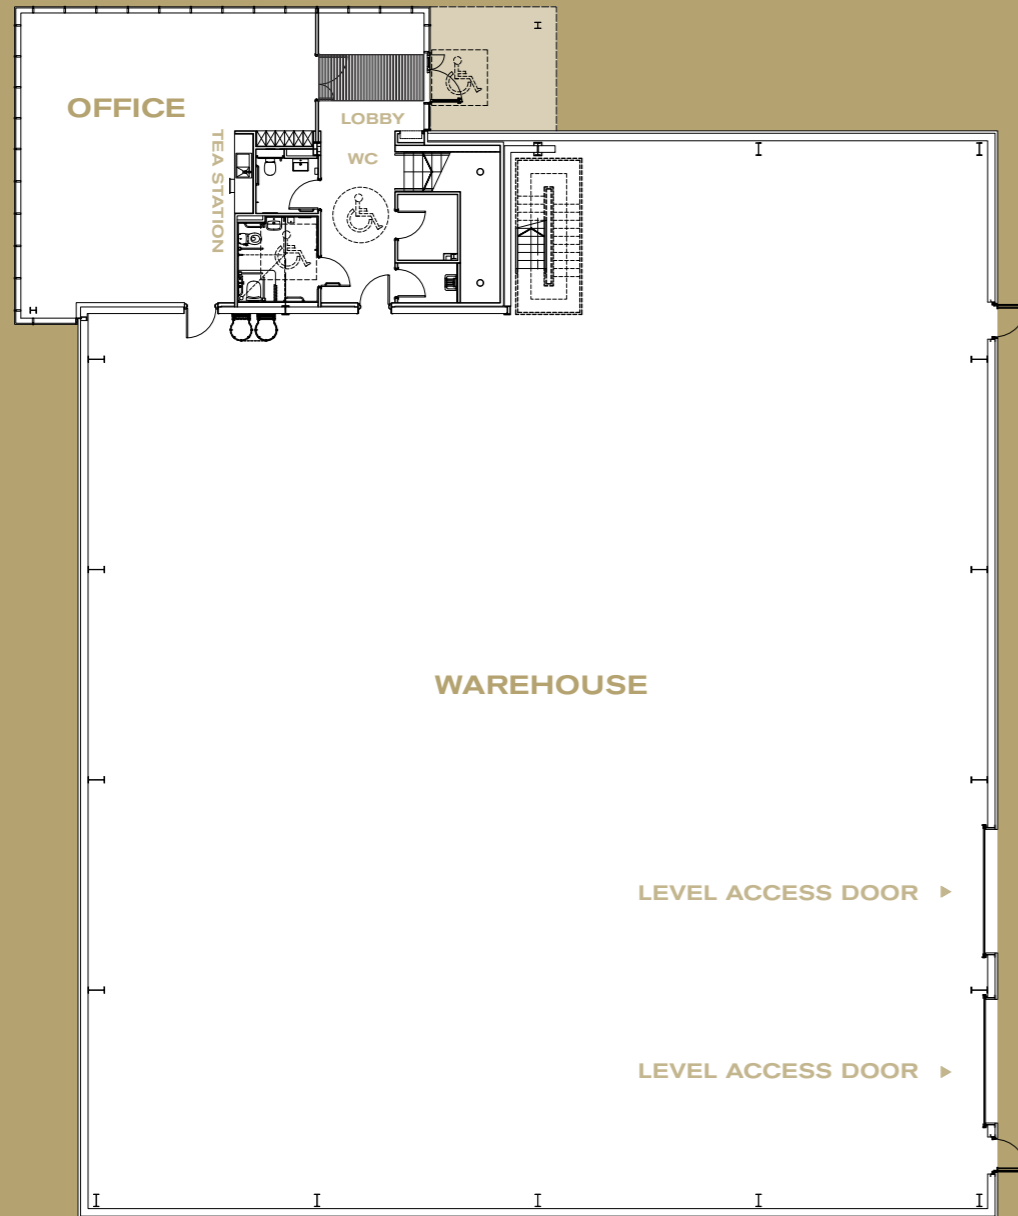 OFFICE
LOBBY
WC
TEA STATION
WAREHOUSE
LEVEL ACCESS DOOR
LEVEL ACCESS DOOR